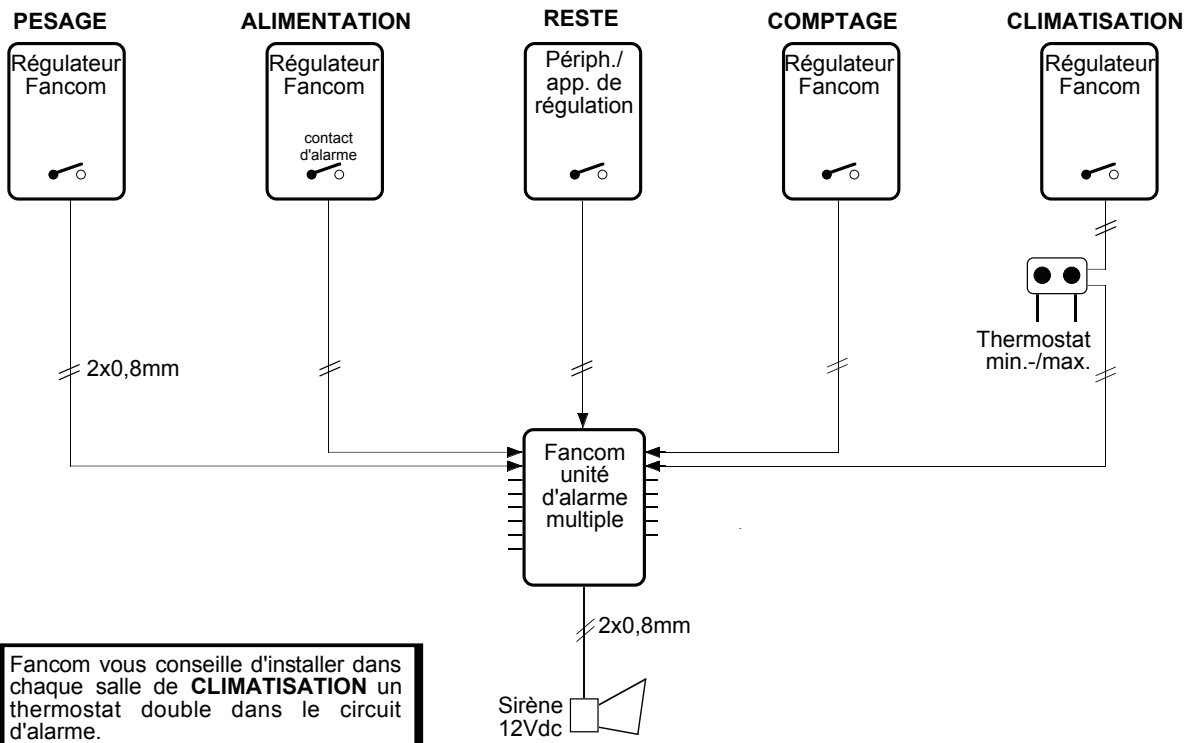 PESAGE
ALIMENTATION
RESTE
COMPTAGE
CLIMATISATION
Régulateur
Fancom
Régulateur
Fancom
contact
d'alarme
Périph./
app. de
régulation
Régulateur
Fancom
Régulateur
Fancom
Thermostat
min.-/max.
2x0,8mm
Fancom
unité
d'alarme
multiple
2x0,8mm
Sirène
12Vdc
Fancom vous conseille d'installer dans
chaque salle de CLIMATISATION un
thermostat double dans le circuit
d'alarme.